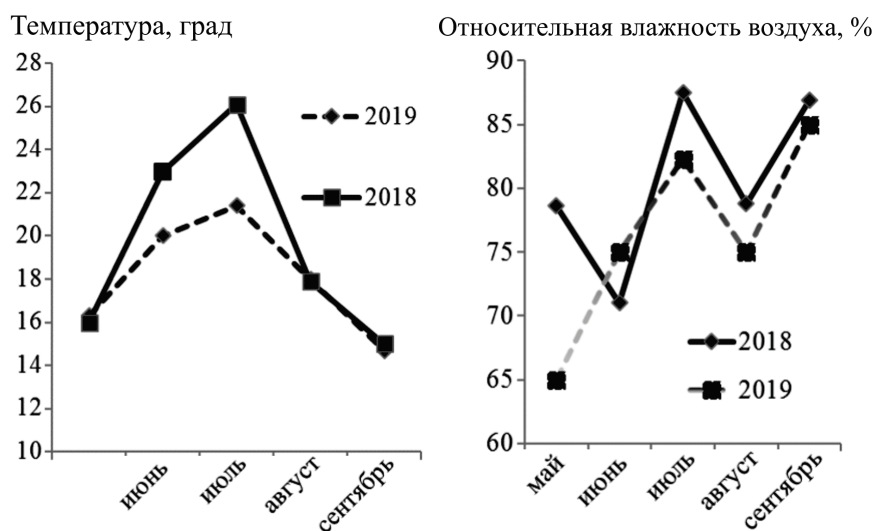 Температура, град
28
26
24
22
20
18
16
14
12
10
2019
2018
июнь
июль
август
сентябрь
Относительная влажность воздуха, %
90
85
80
75
70
65
60
2018
2019
май
июнь
июль
август
сентябрь